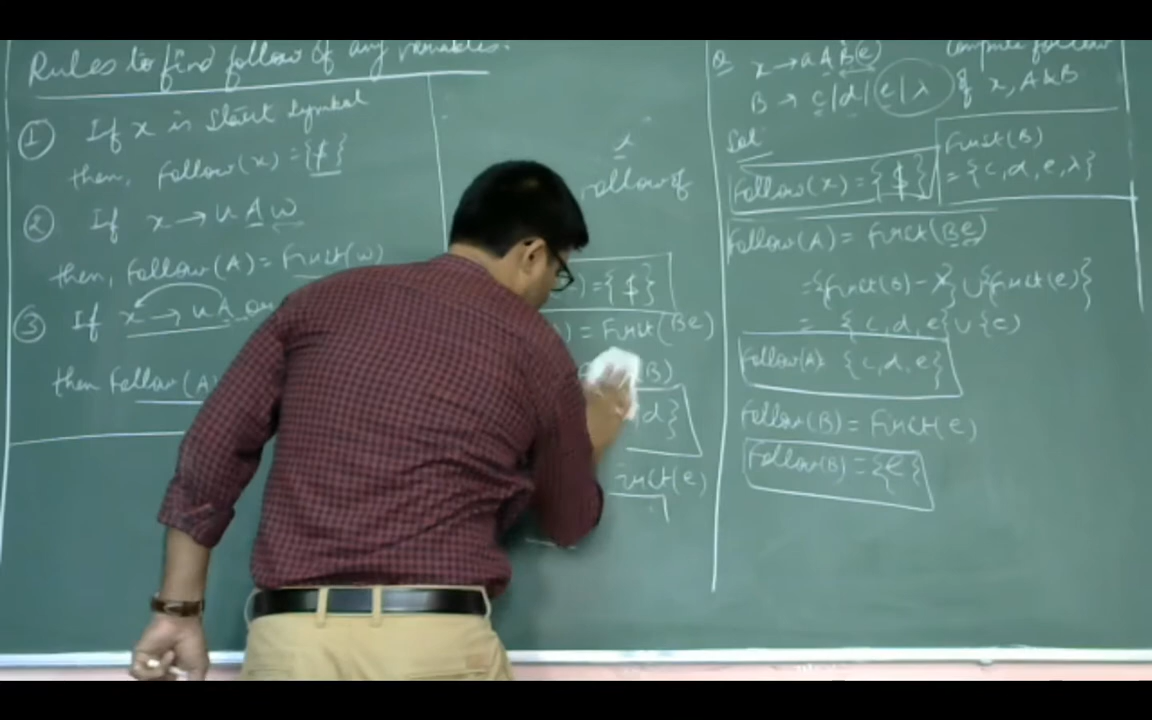 Rules to find follow of any variables.
① If x is start symbol
then, Follow(x) = {$}
② If x → u A w
then, Follow(A) = First(w)
③ If x → u A or
then Follow(A)
Follow of
= {$}
) = First(Be)
(B)
d}
irst(e)
Q x → a A B(e) compute follow
B → c | d | e | λ of x, A & B
Sol
Follow(x) = {$}
First(B)
= {c, d, e, λ}
Follow(A) = First(Be)
= {First(B) - λ} ∪ {First(e)}
= {c, d, e} ∪ {e}
Follow(A) = {c, d, e}
Follow(B) = First(e)
Follow(B) = {e}